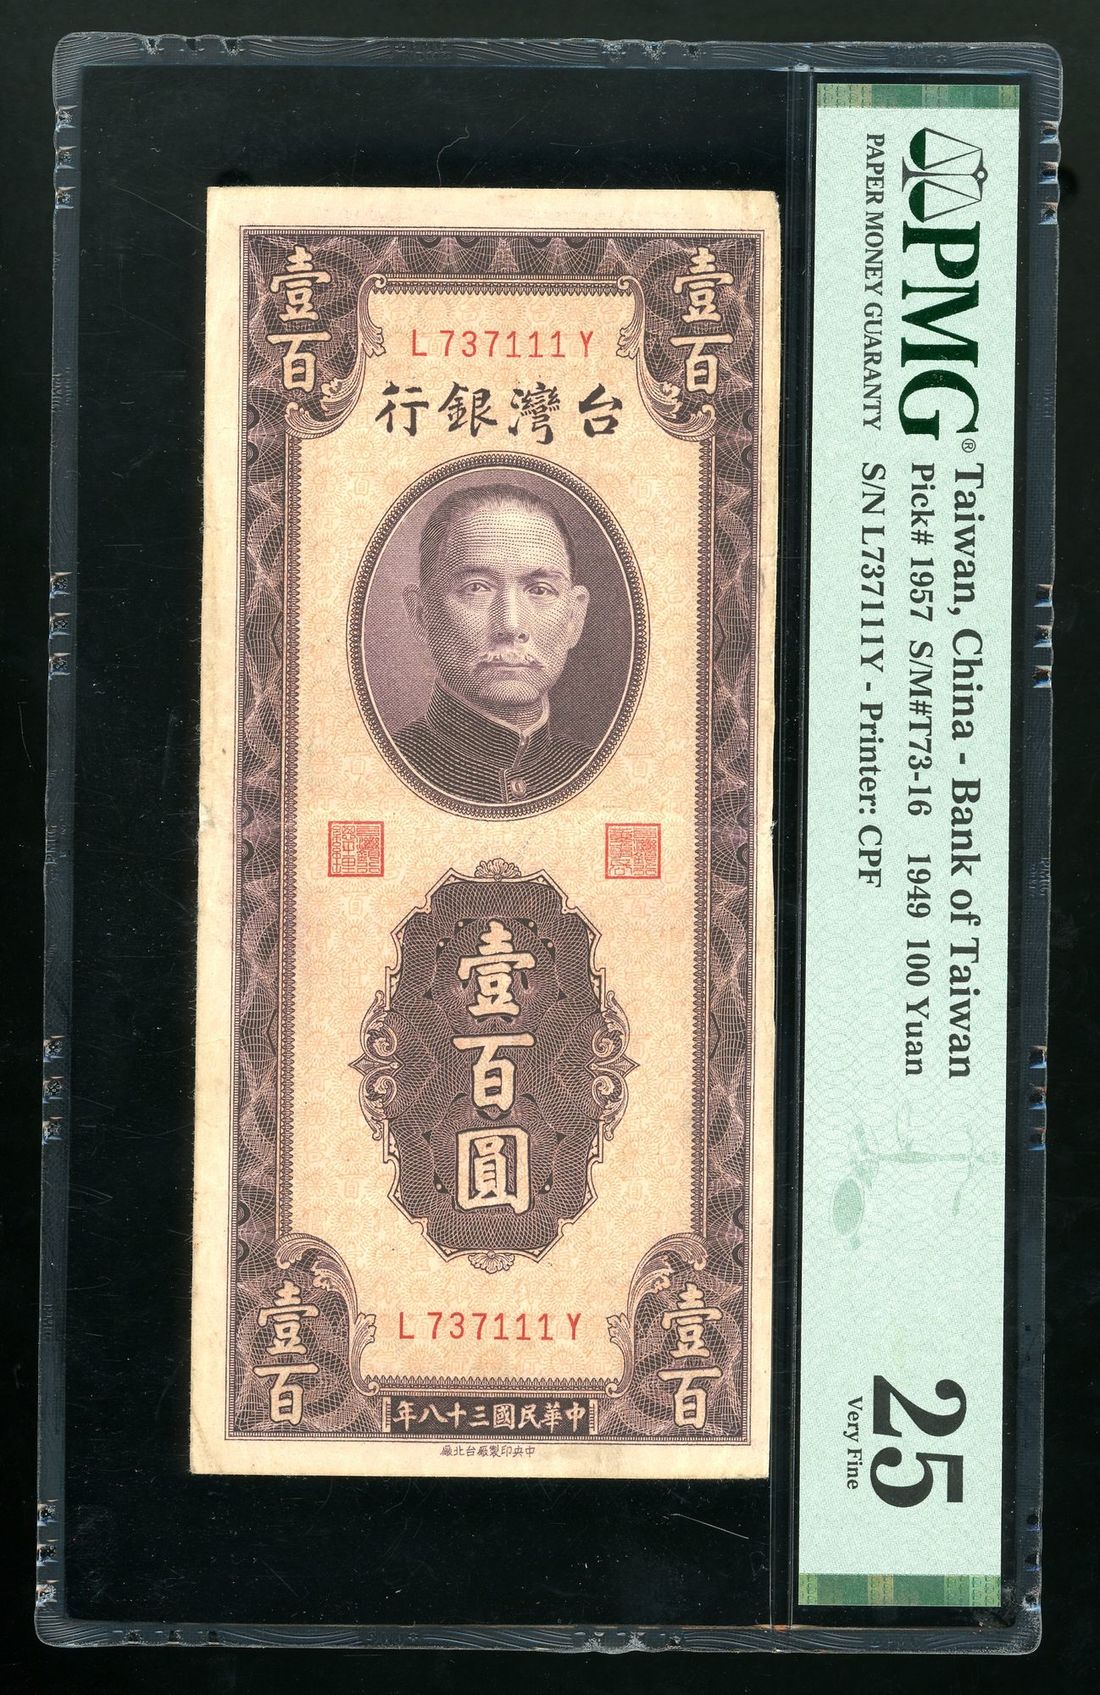 壹百
壹百
L 737111 Y
行銀灣台
壹百圓
L 737111 Y
壹百
壹百
年八十三國民華中
廠北台廠製印央中
PMG®
PAPER MONEY GUARANTY
Taiwan, China - Bank of Taiwan
Pick# 1957 S/M#T73-16 1949 100 Yuan
S/N L737111Y - Printer: CPF
25
Very Fine